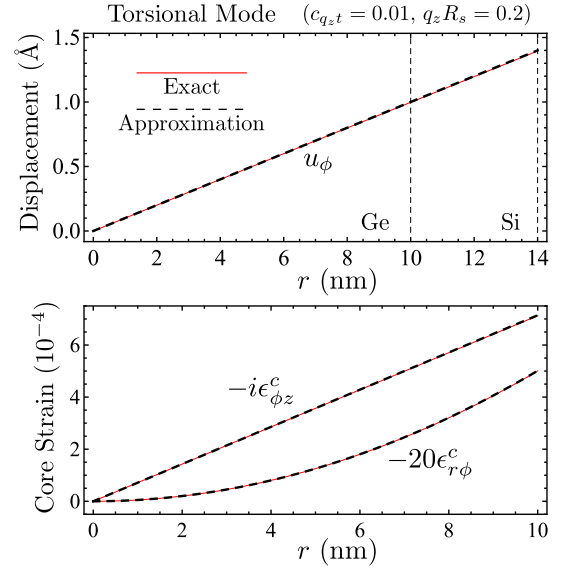 Torsional Mode (c_{q_z t} = 0.01, q_z R_s = 0.2)
Displacement (Å)
1.5
1.0
0.5
0.0
Exact
Approximation
u_ϕ
Ge
Si
0 2 4 6 8 10 12 14
r (nm)
Core Strain (10⁻⁴)
6
4
2
0
−iϵ^c_{ϕz}
−20ϵ^c_{rϕ}
0 2 4 6 8 10
r (nm)